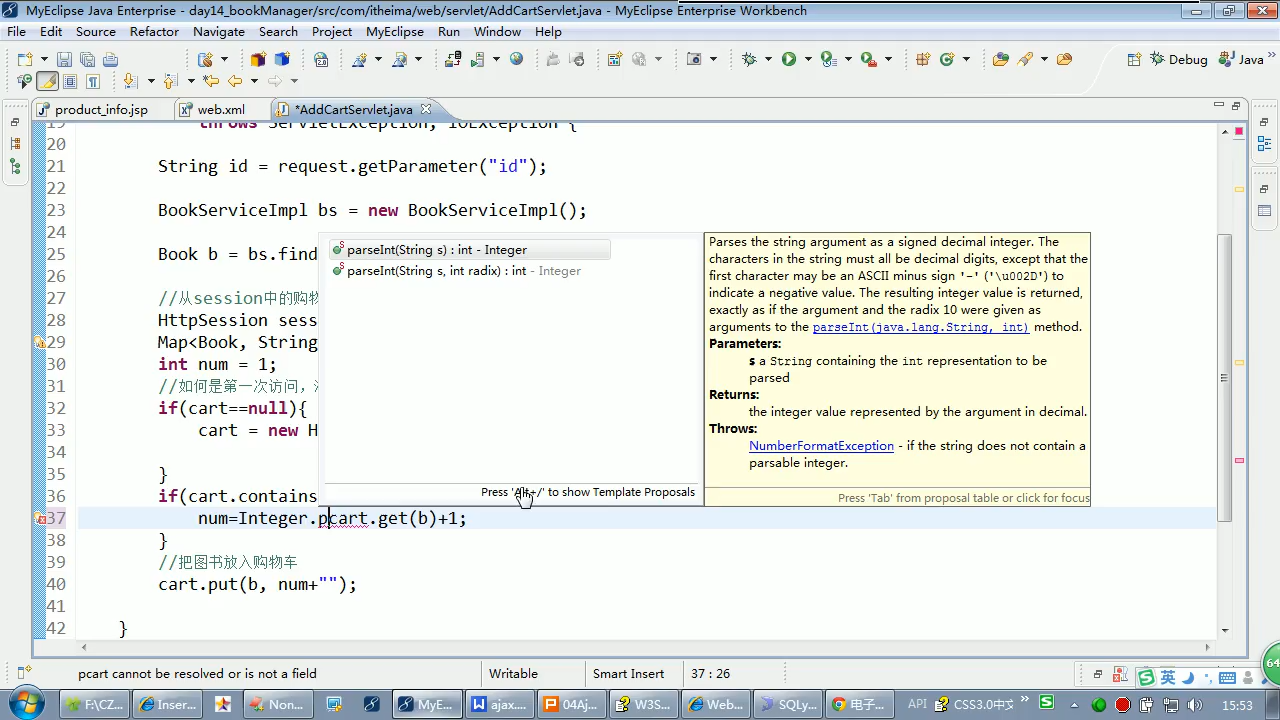 MyEclipse Java Enterprise - day14_bookManager/src/com/itheima/web/servlet/AddCartServlet.java - MyEclipse Enterprise Workbench
File Edit Source Refactor Navigate Search Project MyEclipse Run Window Help
Debug Java
product_info.jsp web.xml *AddCartServlet.java
19 throws ServletException, IOException {
20
21 String id = request.getParameter("id");
22
23 BookServiceImpl bs = new BookServiceImpl();
24
25 Book b = bs.find
26
27 //从session中的购物
28 HttpSession sess
29 Map<Book, String
30 int num = 1;
31 //如何是第一次访问，
32 if(cart==null){
33 cart = new H
34
35 }
36 if(cart.contains
37 num=Integer.pcart.get(b)+1;
38 }
39 //把图书放入购物车
40 cart.put(b, num+"");
41
42 }
parseInt(String s) : int - Integer
parseInt(String s, int radix) : int - Integer
Press 'Alt+/' to show Template Proposals
Parses the string argument as a signed decimal integer. The
characters in the string must all be decimal digits, except that the
first character may be an ASCII minus sign '-' ('\u002D') to
indicate a negative value. The resulting integer value is returned,
exactly as if the argument and the radix 10 were given as
arguments to the parseInt(java.lang.String, int) method.
Parameters:
s a String containing the int representation to be
parsed
Returns:
the integer value represented by the argument in decimal.
Throws:
NumberFormatException - if the string does not contain a
parsable integer.
Press 'Tab' from proposal table or click for focus
pcart cannot be resolved or is not a field Writable Smart Insert 37 : 26
英
64
F:\CZ... Inser... Non... MyE... ajax.... 04Aj... W3S... Web... SQLy... 电子... API CSS3.0中文 15:53